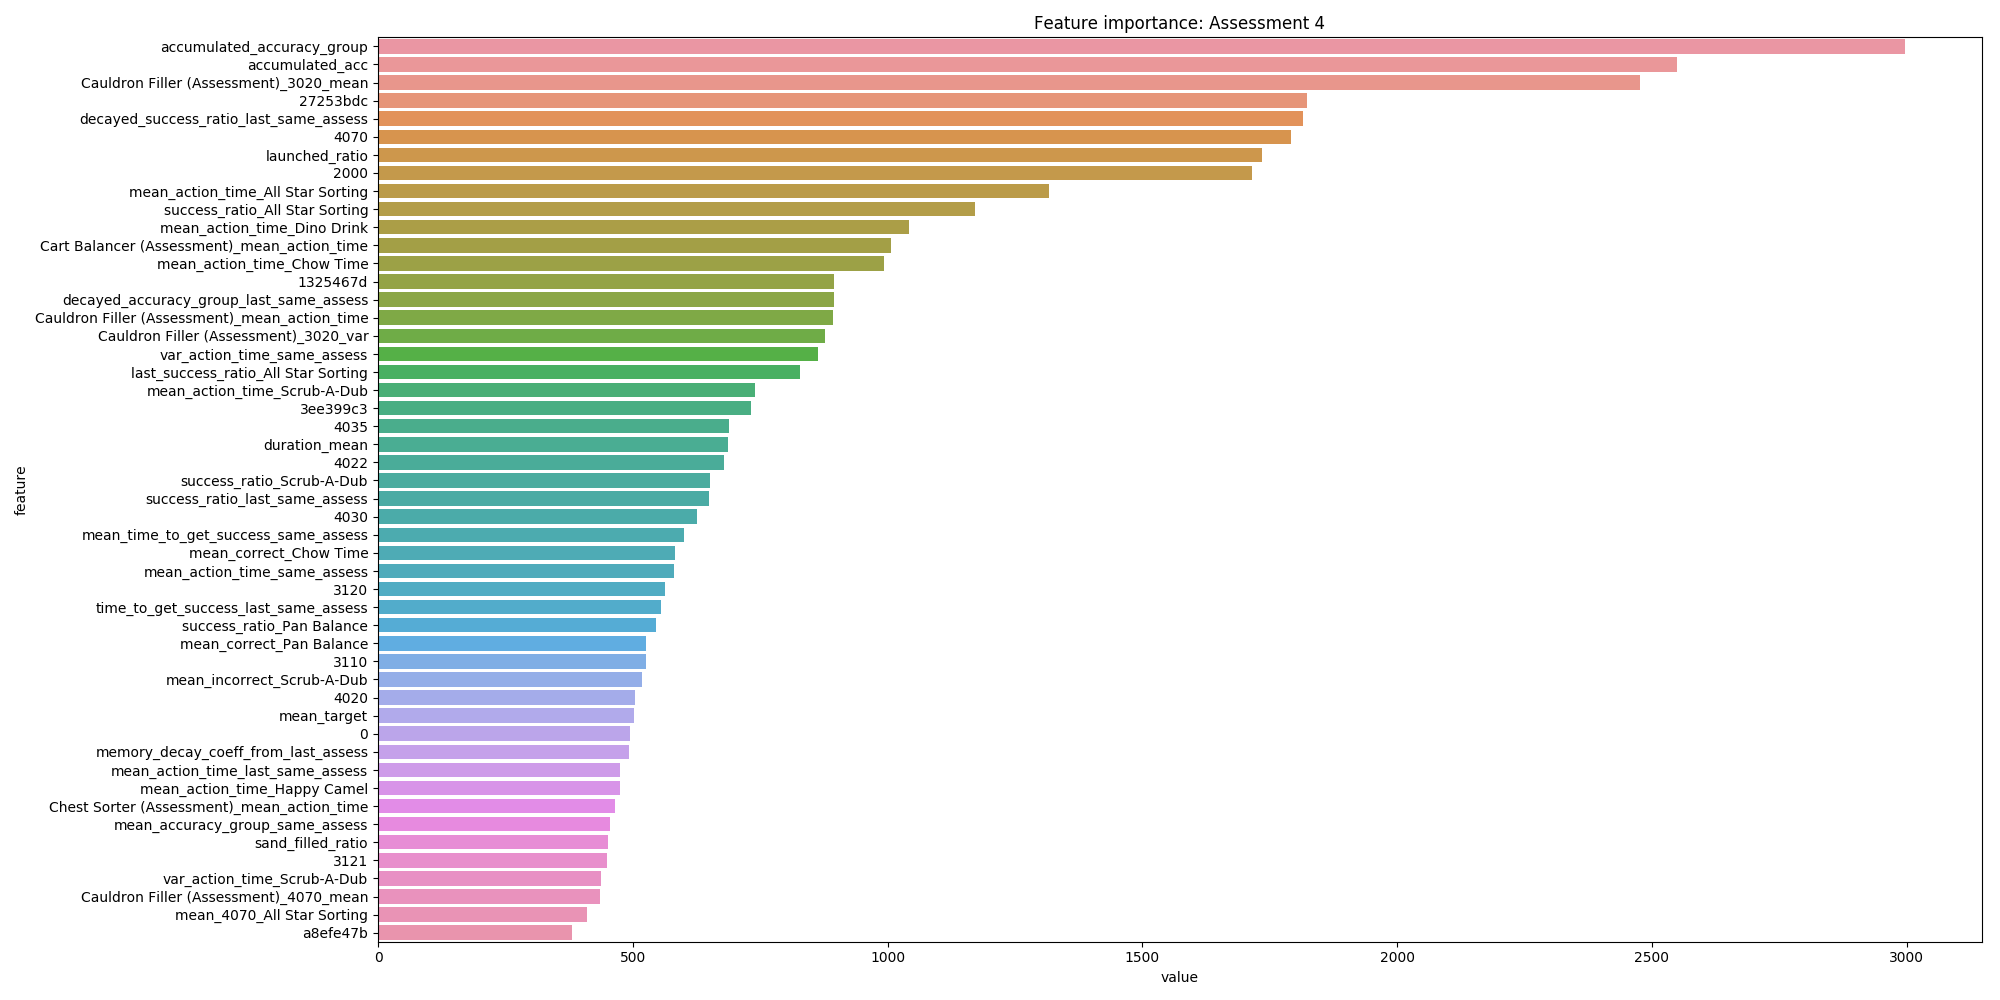 Feature importance: Assessment 4
accumulated_accuracy_group
accumulated_acc
Cauldron Filler (Assessment)_3020_mean
27253bdc
decayed_success_ratio_last_same_assess
4070
launched_ratio
2000
mean_action_time_All Star Sorting
success_ratio_All Star Sorting
mean_action_time_Dino Drink
Cart Balancer (Assessment)_mean_action_time
mean_action_time_Chow Time
1325467d
decayed_accuracy_group_last_same_assess
Cauldron Filler (Assessment)_mean_action_time
Cauldron Filler (Assessment)_3020_var
var_action_time_same_assess
last_success_ratio_All Star Sorting
mean_action_time_Scrub-A-Dub
3ee399c3
4035
duration_mean
4022
success_ratio_Scrub-A-Dub
success_ratio_last_same_assess
4030
mean_time_to_get_success_same_assess
mean_correct_Chow Time
mean_action_time_same_assess
3120
time_to_get_success_last_same_assess
success_ratio_Pan Balance
mean_correct_Pan Balance
3110
mean_incorrect_Scrub-A-Dub
4020
mean_target
0
memory_decay_coeff_from_last_assess
mean_action_time_last_same_assess
mean_action_time_Happy Camel
Chest Sorter (Assessment)_mean_action_time
mean_accuracy_group_same_assess
sand_filled_ratio
3121
var_action_time_Scrub-A-Dub
Cauldron Filler (Assessment)_4070_mean
mean_4070_All Star Sorting
a8efe47b
feature
0 500 1000 1500 2000 2500 3000
value